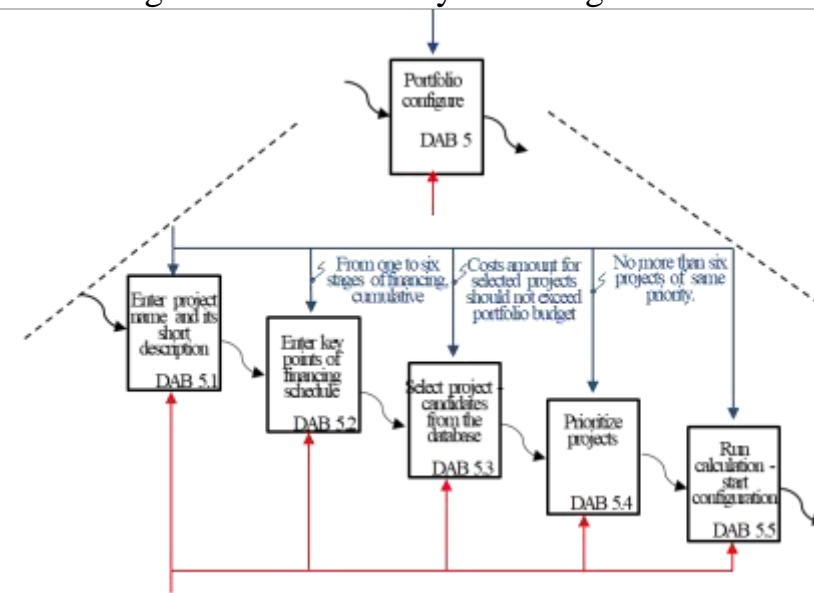 Portfolio
configure
DAB 5
From one to six
stages of financing,
cumulative
Costs amount for
selected projects
should not exceed
portfolio budget
No more than six
projects of same
priority.
Enter project
name and its
short
description
DAB 5.1
Enter key
points of
financing
schedule
DAB 5.2
Select project -
candidates
from the
database
DAB 5.3
Prioritize
projects
DAB 5.4
Run
calculation -
start
configuration
DAB 5.5